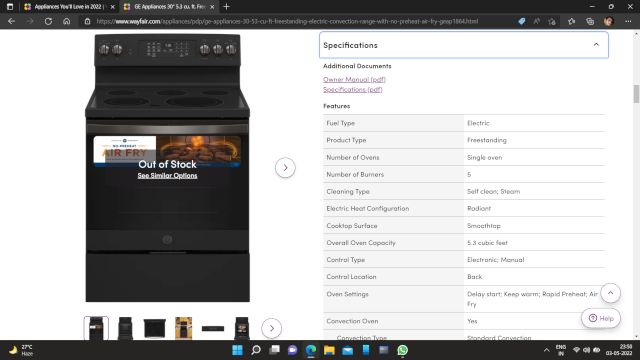 Appliances You'll Love in 2022 | W
GE Appliances 30" 5.3 cu. ft. Free
https://www.wayfair.com/appliances/pdp/ge-appliances-30-53-cu-ft-freestanding-electric-convection-range-with-no-preheat-air-fry-geap1864.html
NO-PREHEAT
AIR FRY
Out of Stock
See Similar Options
Specifications
Additional Documents
Owner Manual (pdf)
Specifications (pdf)
Features
Fuel Type Electric
Product Type Freestanding
Number of Ovens Single oven
Number of Burners 5
Cleaning Type Self clean; Steam
Electric Heat Configuration Radiant
Cooktop Surface Smoothtop
Overall Oven Capacity 5.3 cubic feet
Control Type Electronic; Manual
Control Location Back
Oven Settings Delay start; Keep warm; Rapid Preheat; Air
Fry
Convection Oven Yes
Convection Type Standard Convection
Help
27°C
Haze
ENG
IN
23:50
03-05-2022